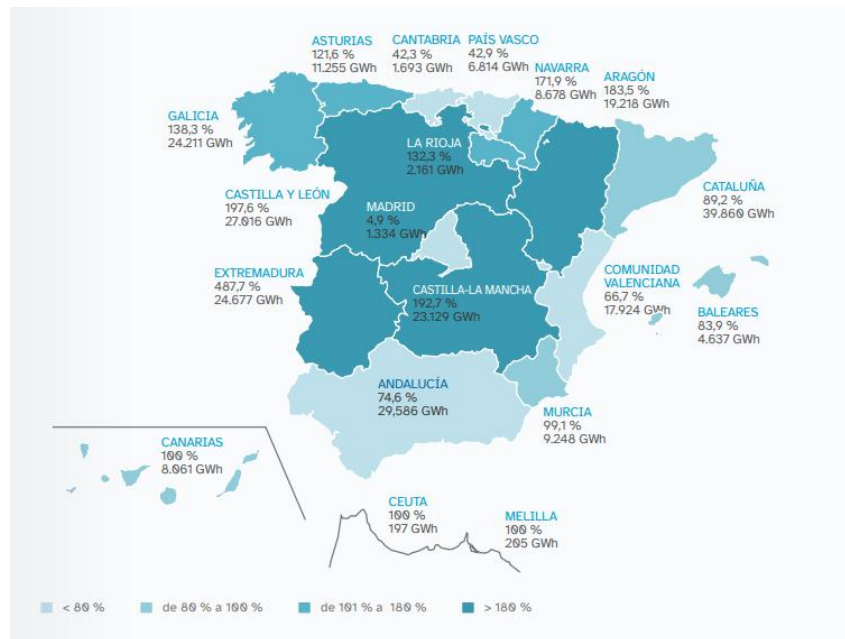 ASTURIAS
121,6 %
11.255 GWh
CANTABRIA
42,3 %
1.693 GWh
PAÍS VASCO
42,9 %
6.814 GWh
NAVARRA
171,9 %
8.678 GWh
ARAGÓN
183,5 %
19.218 GWh
GALICIA
138,3 %
24.211 GWh
LA RIOJA
132,3 %
2.161 GWh
CASTILLA Y LEÓN
197,6 %
27.016 GWh
MADRID
4,9 %
1.334 GWh
CATALUÑA
89,2 %
39.860 GWh
EXTREMADURA
487,7 %
24.677 GWh
CASTILLA-LA MANCHA
192,7 %
23.129 GWh
COMUNIDAD
VALENCIANA
66,7 %
17.924 GWh
BALEARES
83,9 %
4.637 GWh
ANDALUCÍA
74,6 %
29,586 GWh
MURCIA
99,1 %
9.248 GWh
CANARIAS
100 %
8.061 GWh
CEUTA
100 %
197 GWh
MELILLA
100 %
205 GWh
< 80 %
de 80 % a 100 %
de 101 % a 180 %
> 180 %